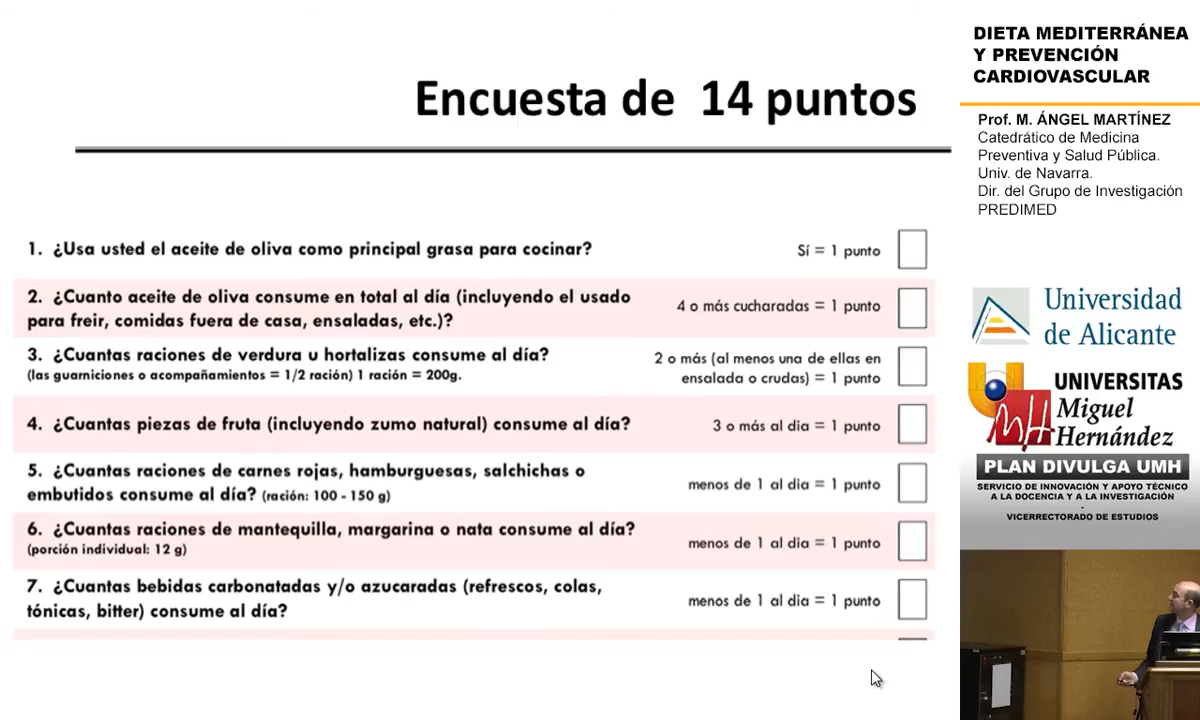 Encuesta de 14 puntos
1. ¿Usa usted el aceite de oliva como principal grasa para cocinar?
Sí = 1 punto
2. ¿Cuanto aceite de oliva consume en total al día (incluyendo el usado
para freir, comidas fuera de casa, ensaladas, etc.)?
4 o más cucharadas = 1 punto
3. ¿Cuantas raciones de verdura u hortalizas consume al día?
(las guarniciones o acompañamientos = 1/2 ración) 1 ración = 200g.
2 o más (al menos una de ellas en
ensalada o crudas) = 1 punto
4. ¿Cuantas piezas de fruta (incluyendo zumo natural) consume al día?
3 o más al dia = 1 punto
5. ¿Cuantas raciones de carnes rojas, hamburguesas, salchichas o
embutidos consume al día? (ración: 100 - 150 g)
menos de 1 al dia = 1 punto
6. ¿Cuantas raciones de mantequilla, margarina o nata consume al día?
(porción individual: 12 g)
menos de 1 al dia = 1 punto
7. ¿Cuantas bebidas carbonatadas y/o azucaradas (refrescos, colas,
tónicas, bitter) consume al día?
menos de 1 al dia = 1 punto
DIETA MEDITERRÁNEA
Y PREVENCIÓN
CARDIOVASCULAR
Prof. M. ÁNGEL MARTÍNEZ
Catedrático de Medicina
Preventiva y Salud Pública.
Univ. de Navarra.
Dir. del Grupo de Investigación
PREDIMED
Universidad
de Alicante
UNIVERSITAS
Miguel
Hernández
PLAN DIVULGA UMH
SERVICIO DE INNOVACIÓN Y APOYO TÉCNICO
A LA DOCENCIA Y A LA INVESTIGACIÓN
-
VICERRECTORADO DE ESTUDIOS